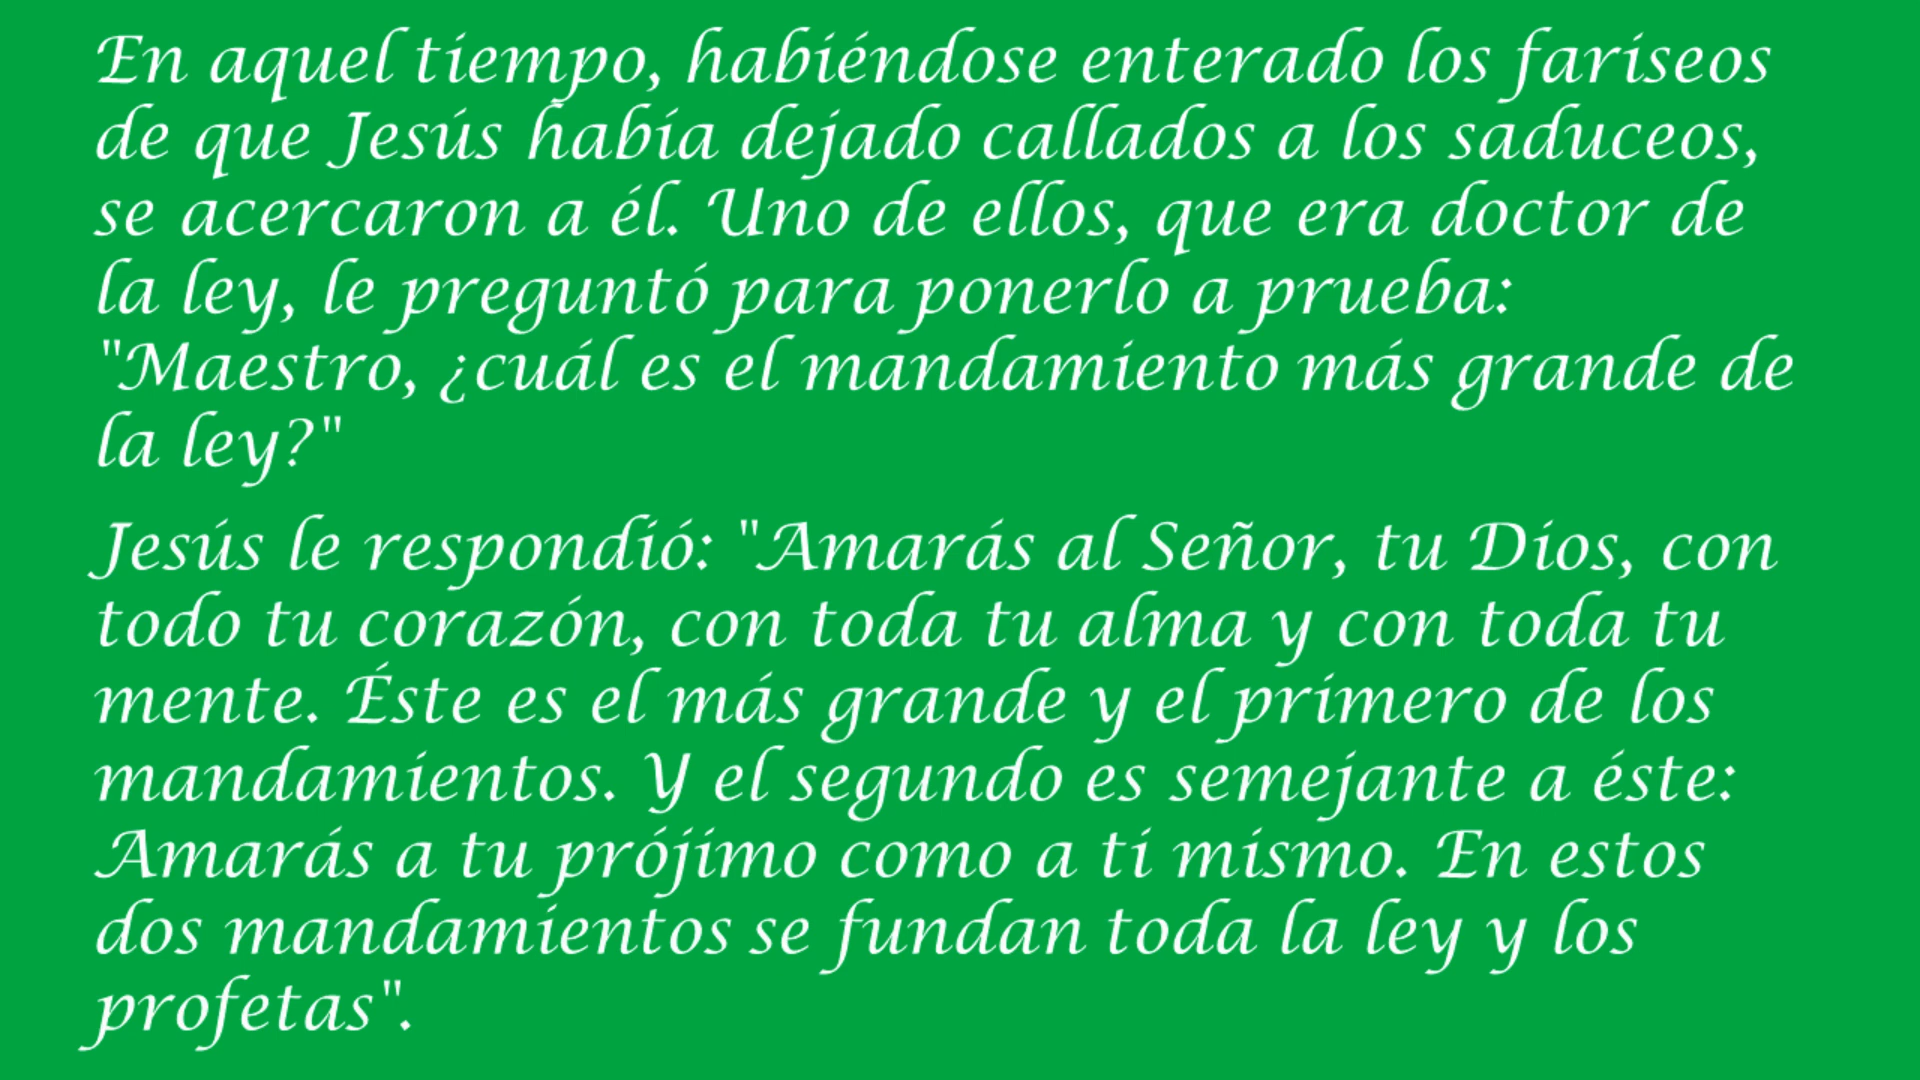 En aquel tiempo, habiéndose enterado los fariseos
de que Jesús había dejado callados a los saduceos,
se acercaron a él. Uno de ellos, que era doctor de
la ley, le preguntó para ponerlo a prueba:
"Maestro, ¿cuál es el mandamiento más grande de
la ley?"
Jesús le respondió: "Amarás al Señor, tu Dios, con
todo tu corazón, con toda tu alma y con toda tu
mente. Éste es el más grande y el primero de los
mandamientos. Y el segundo es semejante a éste:
Amarás a tu prójimo como a ti mismo. En estos
dos mandamientos se fundan toda la ley y los
profetas".